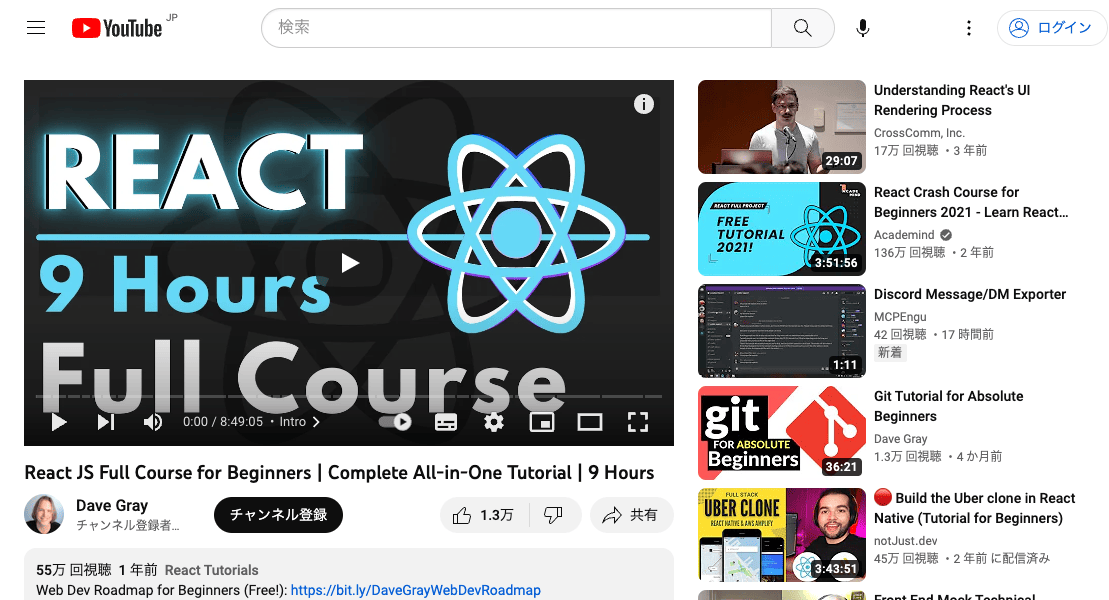 YouTube JP
検索
ログイン
REACT
9 Hours
Full Course
0:00 / 8:49:05 • Intro
React JS Full Course for Beginners | Complete All-in-One Tutorial | 9 Hours
Dave Gray
チャンネル登録者...
チャンネル登録
1.3万
共有
55万 回視聴 1 年前 React Tutorials
Web Dev Roadmap for Beginners (Free!): https://bit.ly/DaveGrayWebDevRoadmap
29:07
Understanding React's UI
Rendering Process
CrossComm, Inc.
17万 回視聴 • 3 年前
REACT FULL PROJECT
FREE
TUTORIAL
2021!
3:51:56
React Crash Course for
Beginners 2021 - Learn React...
Academind
136万 回視聴 • 2 年前
1:11
Discord Message/DM Exporter
MCPEngu
42 回視聴 • 17 時間前
新着
git
FOR ABSOLUTE
Beginners
36:21
Git Tutorial for Absolute
Beginners
Dave Gray
1.3万 回視聴 • 4 か月前
FULL STACK
UBER CLONE
REACT NATIVE & AWS AMPLIFY
3:43:51
Build the Uber clone in React
Native (Tutorial for Beginners)
notJust.dev
45万 回視聴 • 2 年前 に配信済み
Front End Mock Technical